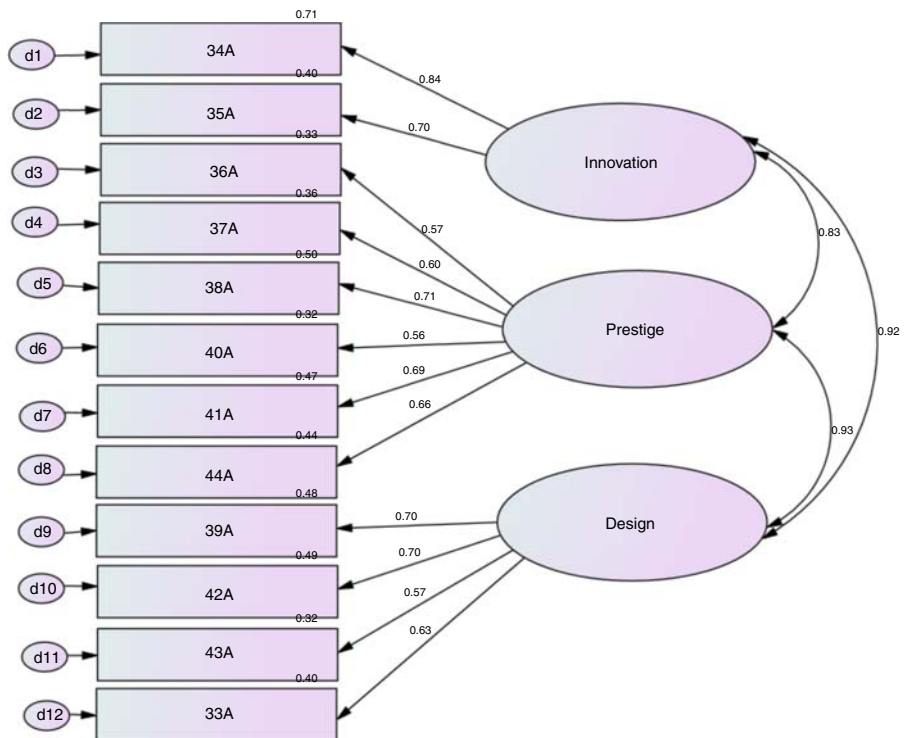 0.71
d1
34A
0.40
0.84
d2
35A
0.33
0.70
Innovation
d3
36A
0.36
d4
37A
0.50
0.57
0.60
0.83
d5
38A
0.32
0.71
Prestige
0.92
d6
40A
0.47
0.56
0.69
d7
41A
0.44
0.66
0.93
d8
44A
0.48
d9
39A
0.49
0.70
Design
d10
42A
0.32
0.70
0.57
d11
43A
0.40
0.63
d12
33A